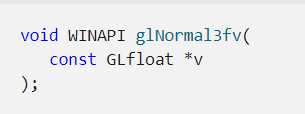 void WINAPI glNormal3fv(
   const GLfloat *v
);